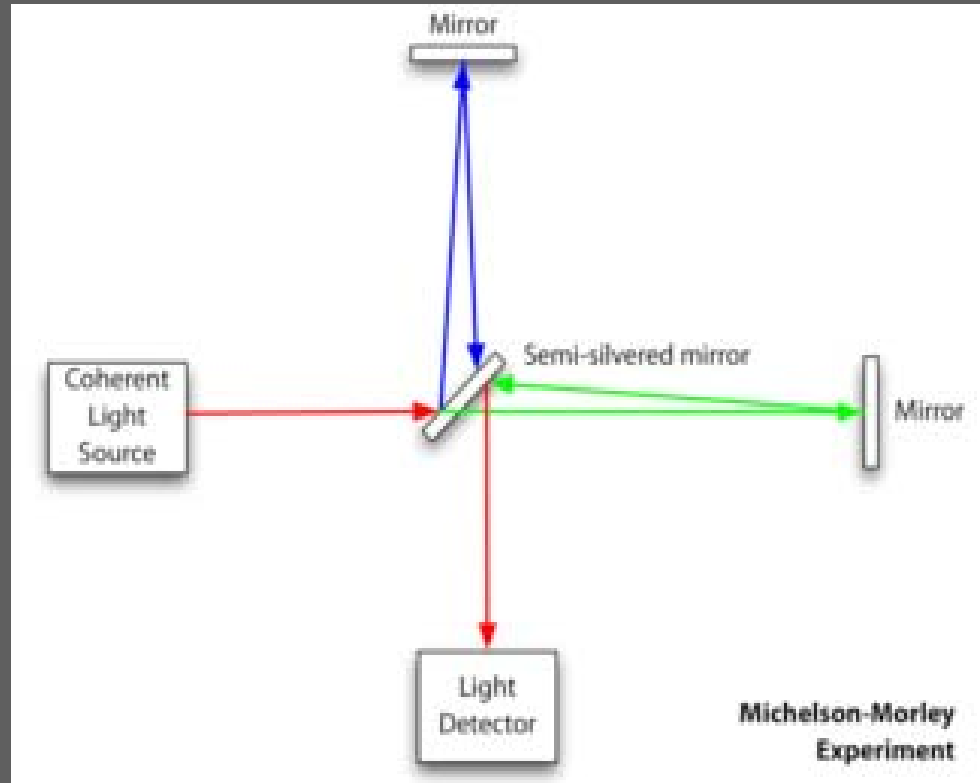 Mirror
Semi-silvered mirror
Coherent
Light
Source
Mirror
Light
Detector
Michelson-Morley
Experiment